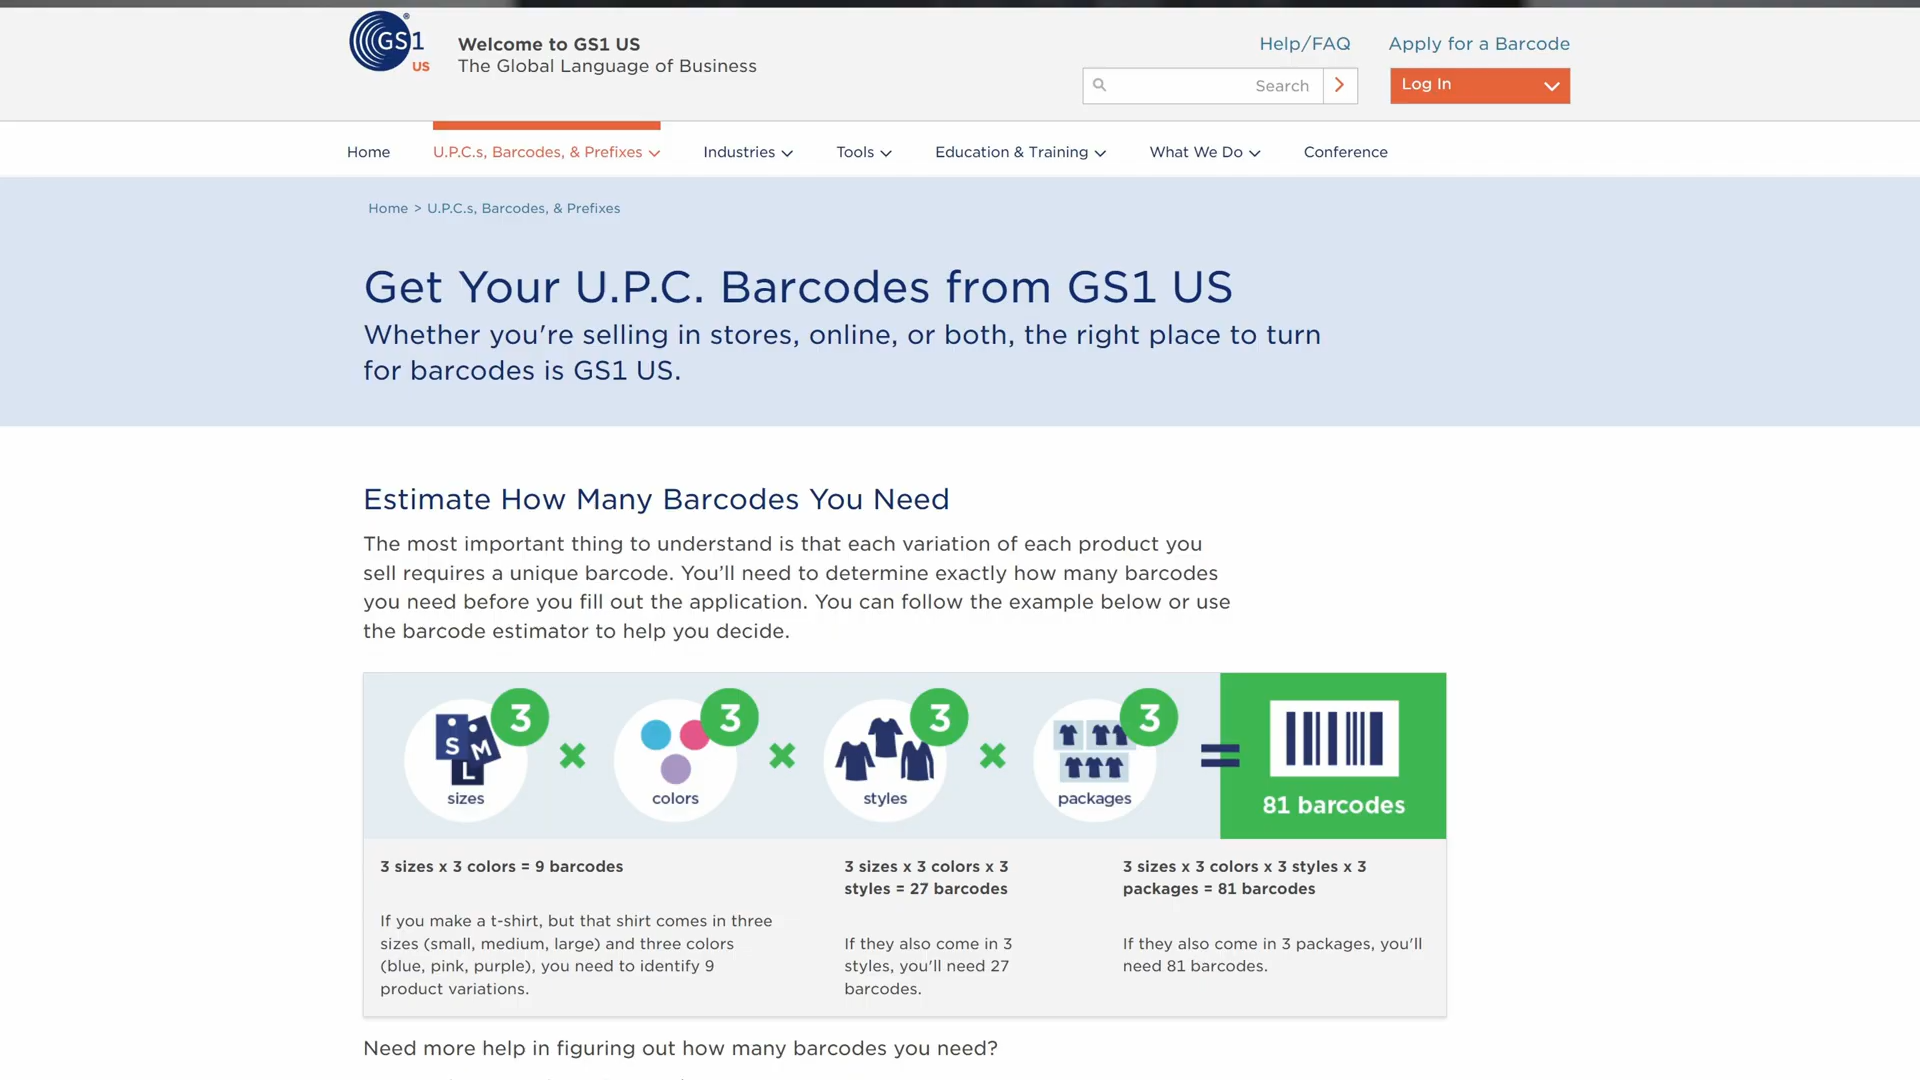 GS1 US
Welcome to GS1 US
The Global Language of Business
Help/FAQ
Apply for a Barcode
Search
Log In
Home
U.P.C.s, Barcodes, & Prefixes
Industries
Tools
Education & Training
What We Do
Conference
Home > U.P.C.s, Barcodes, & Prefixes
Get Your U.P.C. Barcodes from GS1 US
Whether you're selling in stores, online, or both, the right place to turn
for barcodes is GS1 US.
Estimate How Many Barcodes You Need
The most important thing to understand is that each variation of each product you
sell requires a unique barcode. You’ll need to determine exactly how many barcodes
you need before you fill out the application. You can follow the example below or use
the barcode estimator to help you decide.
S M L
3
sizes
3
colors
3
styles
3
packages
=
81 barcodes
3 sizes x 3 colors = 9 barcodes
If you make a t-shirt, but that shirt comes in three
sizes (small, medium, large) and three colors
(blue, pink, purple), you need to identify 9
product variations.
3 sizes x 3 colors x 3
styles = 27 barcodes
If they also come in 3
styles, you'll need 27
barcodes.
3 sizes x 3 colors x 3 styles x 3
packages = 81 barcodes
If they also come in 3 packages, you'll
need 81 barcodes.
Need more help in figuring out how many barcodes you need?